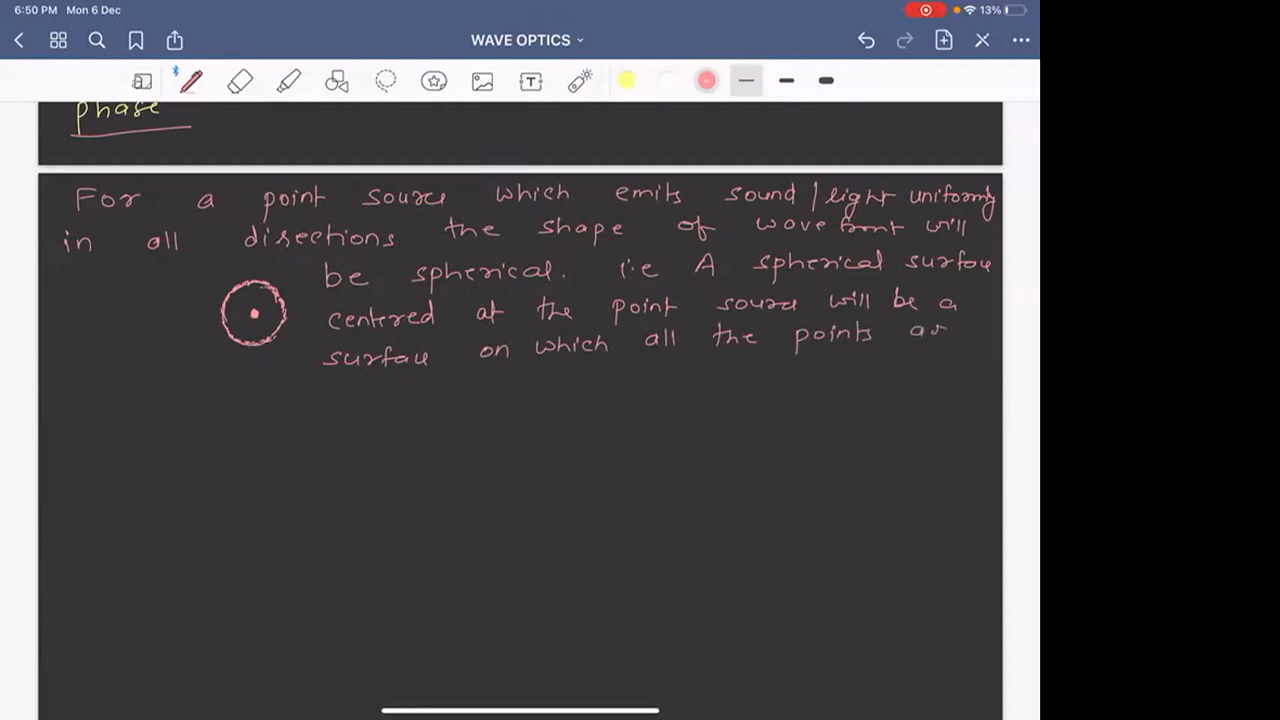 6:50 PM Mon 6 Dec
13%
WAVE OPTICS
phase
For a point source which emits sound / light uniformly
in all directions the shape of wavefront will
be spherical. i.e A spherical surface
centered at the point source will be a
surface on which all the points ar